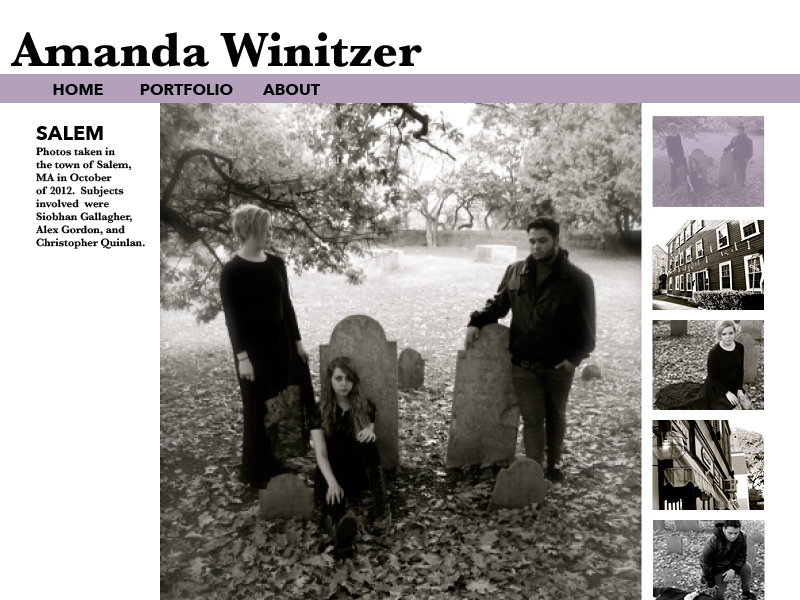 Amanda Winitzer
HOME PORTFOLIO ABOUT
SALEM
Photos taken in
the town of Salem,
MA in October
of 2012. Subjects
involved were
Siobhan Gallagher,
Alex Gordon, and
Christopher Quinlan.